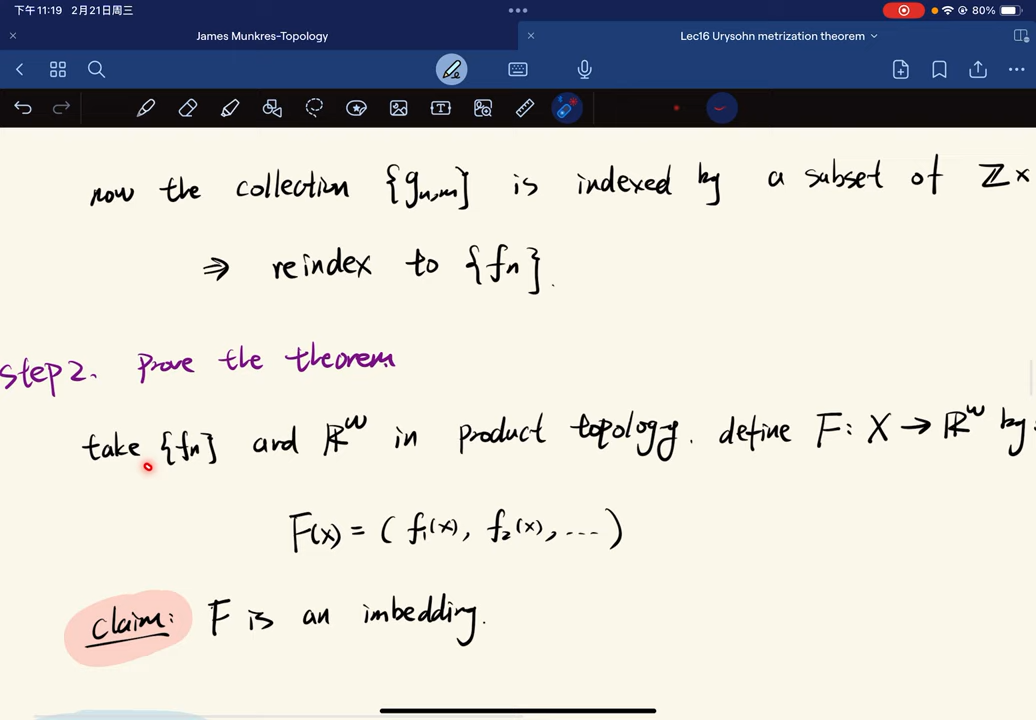 下午11:19 2月21日周三
80%
James Munkres-Topology
Lec16 Urysohn metrization theorem
now the collection {gn,m} is indexed by a subset of ℤ×
⇒ reindex to {fn}.
Step 2. Prove the theorem
take {fn} and ℝ^ω in product topology. define F: X → ℝ^ω by
F(x) = (f₁(x), f₂(x), ....)
claim: F is an imbedding.